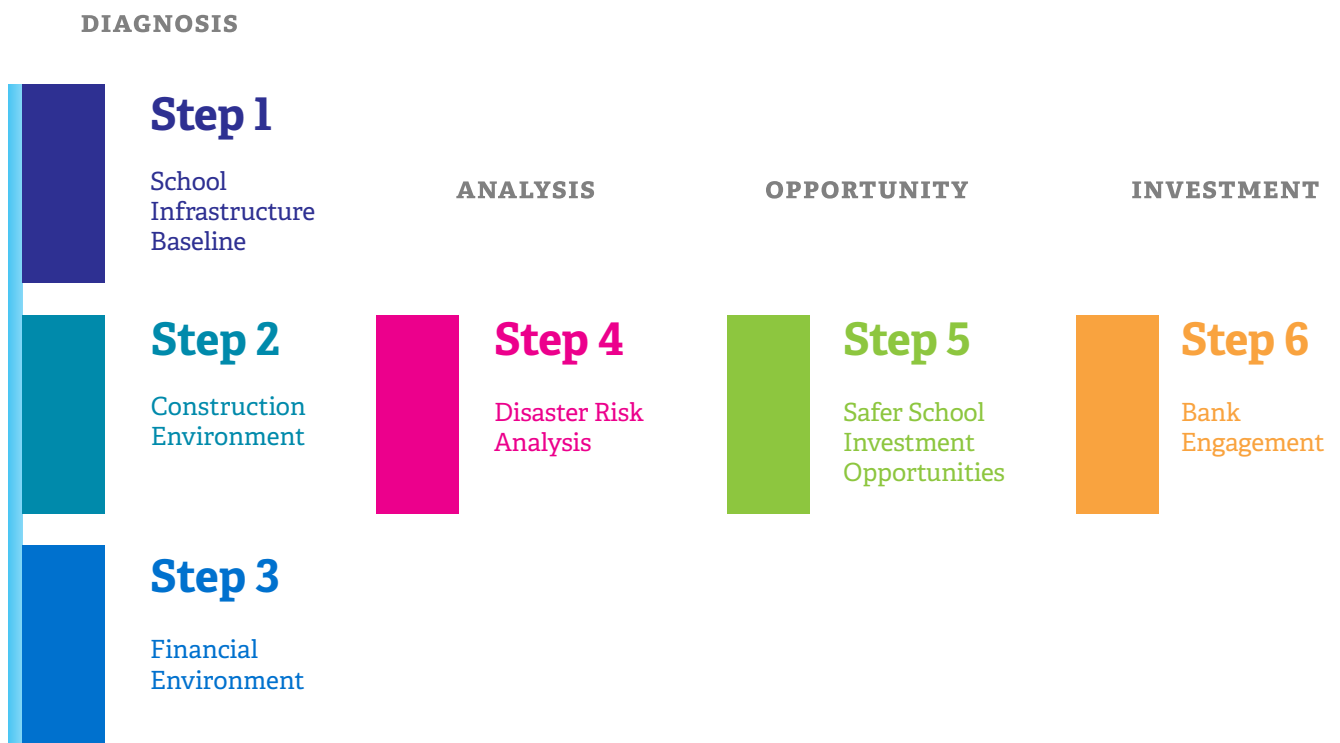 DIAGNOSIS
Step 1
School
Infrastructure
Baseline
Step 2
Construction
Environment
Step 3
Financial
Environment
ANALYSIS
Step 4
Disaster Risk
Analysis
OPPORTUNITY
Step 5
Safer School
Investment
Opportunities
INVESTMENT
Step 6
Bank
Engagement